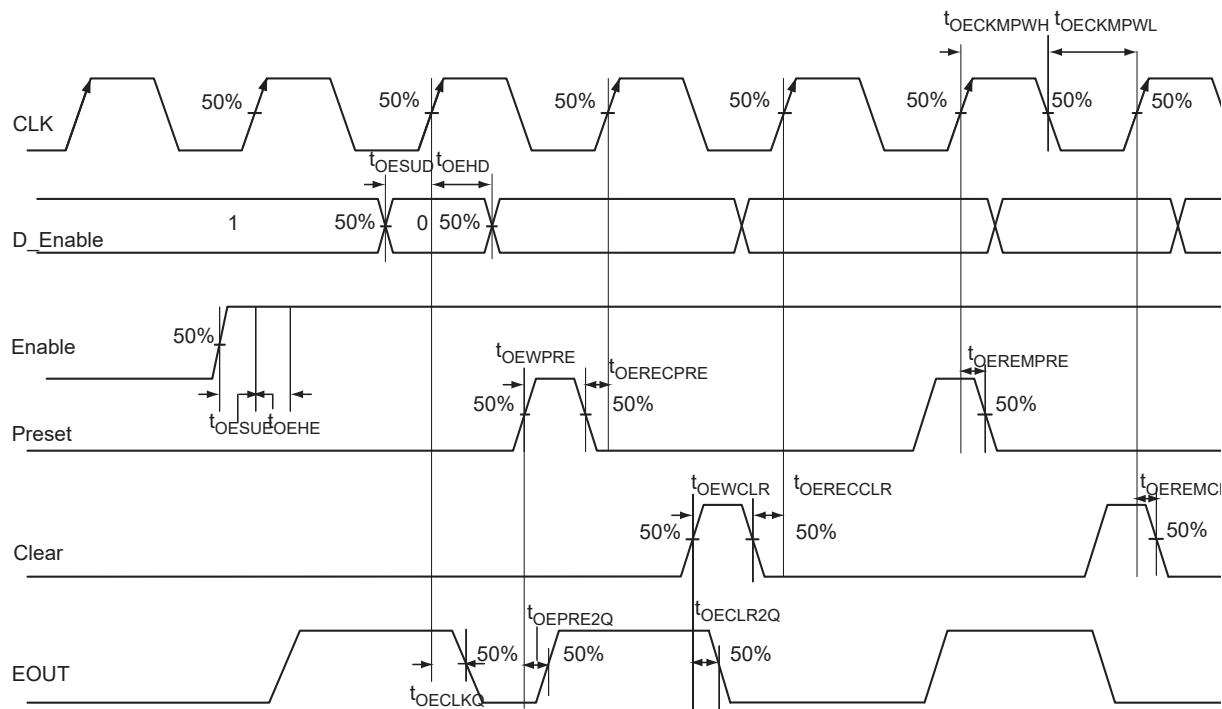 tOECKMPWH tOECKMPWL
50% 50% 50% 50% 50% 50% 50%
CLK
tOESUD tOEHD
1 50% 0 50%
D_Enable
50%
Enable
tOESUE tOEHE
tOEWPRE tOERECPRE tOEREMPRE
50% 50% 50%
Preset
tOEWCLR tOERECCLR tOEREMCL
50% 50% 50%
Clear
tOEPRE2Q tOECLR2Q
50% 50% 50%
EOUT
tOECLKQ